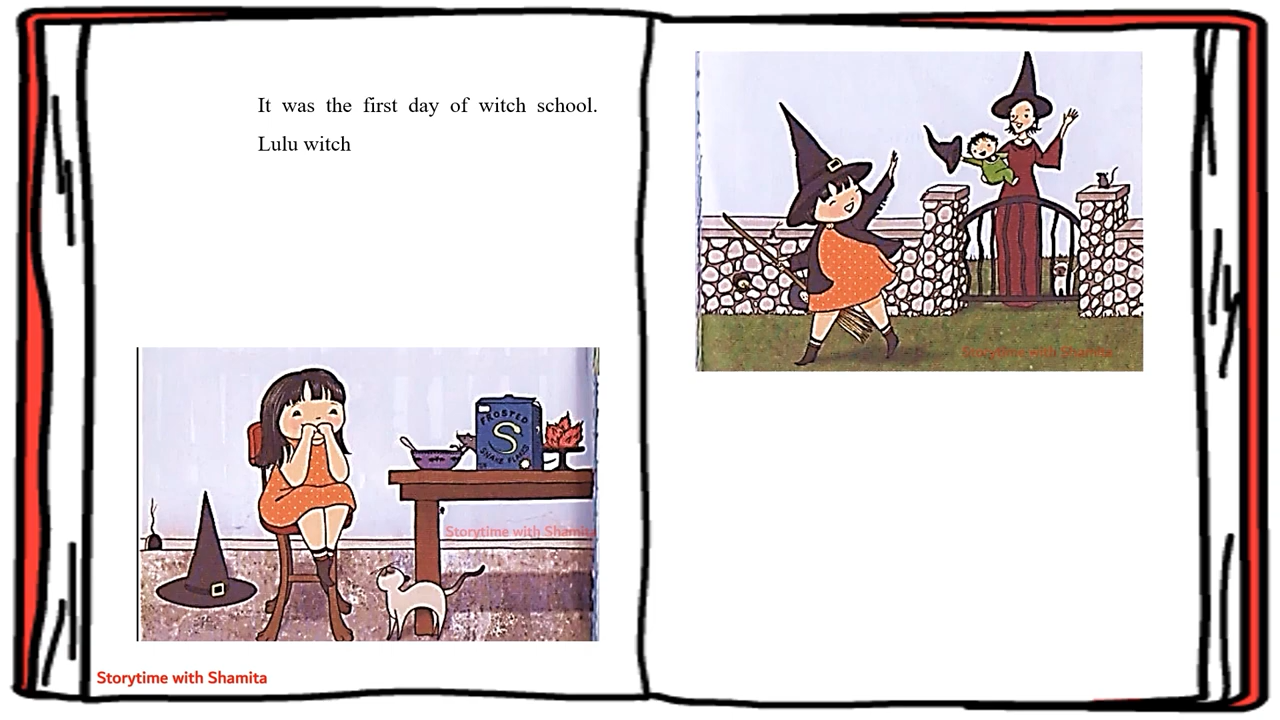 It was the first day of witch school.
Lulu witch
FROSTED
S
SNAKE FLAKES
Storytime with Shamita
Storytime with Shamita
Storytime with Shamita